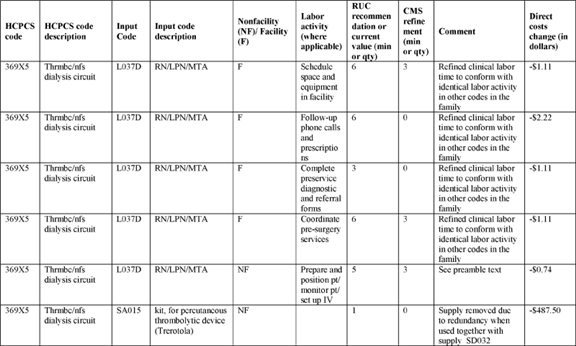 HCPCS code HCPCS code description Input Code Input code description Nonfacility (NF)/ Facility (F) Labor activity (where applicable) RUC recommen dation or current value (min or qty) CMS refine ment (min or qty) Comment Direct costs change (in dollars)
369X5 Thrmbc/nfs dialysis circuit L037D RN/LPN/MTA F Schedule space and equipment in facility 6 3 Refined clinical labor time to conform with identical labor activity in other codes in the family -$1.11
369X5 Thrmbc/nfs dialysis circuit L037D RN/LPN/MTA F Follow-up phone calls and prescriptio ns 6 0 Refined clinical labor time to conform with identical labor activity in other codes in the family -$2.22
369X5 Thrmbc/nfs dialysis circuit L037D RN/LPN/MTA F Complete preservice diagnostic and referral forms 3 0 Refined clinical labor time to conform with identical labor activity in other codes in the family -$1.11
369X5 Thrmbc/nfs dialysis circuit L037D RN/LPN/MTA F Coordinate pre-surgery services 6 3 Refined clinical labor time to conform with identical labor activity in other codes in the family -$1.11
369X5 Thrmbc/nfs dialysis circuit L037D RN/LPN/MTA NF Prepare and position pt/ monitor pt/ set up IV 5 3 See preamble text -$0.74
369X5 Thrmbc/nfs dialysis circuit SA015 kit, for percutaneous thrombolytic device (Trerotola) NF 1 0 Supply removed due to redundancy when used together with supply SD032 -$487.50